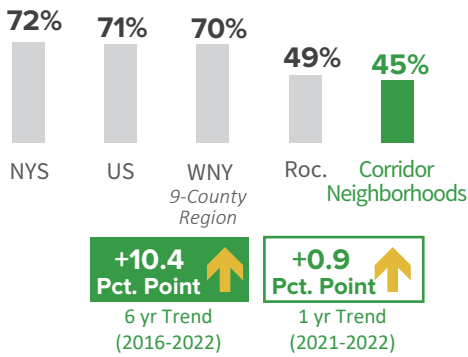 72%
71%
70%
49%
45%
NYS
US
WNY
9-County
Region
Roc.
Corridor
Neighborhoods
+10.4
Pct. Point
6 yr Trend
(2016-2022)
+0.9
Pct. Point
1 yr Trend
(2021-2022)